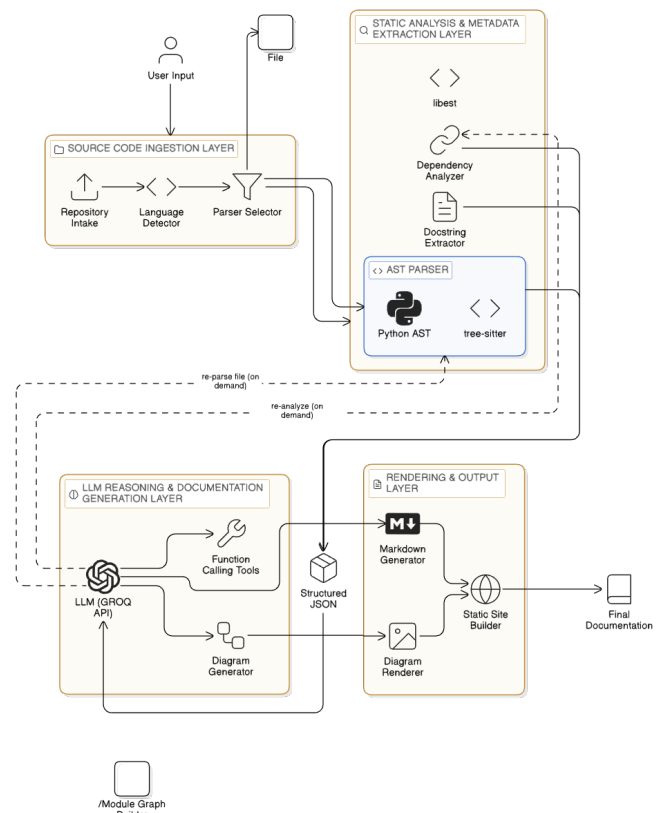 User Input
File
SOURCE CODE INGESTION LAYER
Repository
Intake
Language
Detector
Parser Selector
STATIC ANALYSIS & METADATA
EXTRACTION LAYER
libest
Dependency
Analyzer
Docstring
Extractor
AST PARSER
Python AST
tree-sitter
re-parse file (on
demand)
re-analyze (on
demand)
LLM REASONING & DOCUMENTATION
GENERATION LAYER
Function
Calling Tools
LLM (GROQ
API)
Diagram
Generator
Structured
JSON
RENDERING & OUTPUT
LAYER
M
Markdown
Generator
Static Site
Builder
Diagram
Renderer
Final
Documentation
/Module Graph